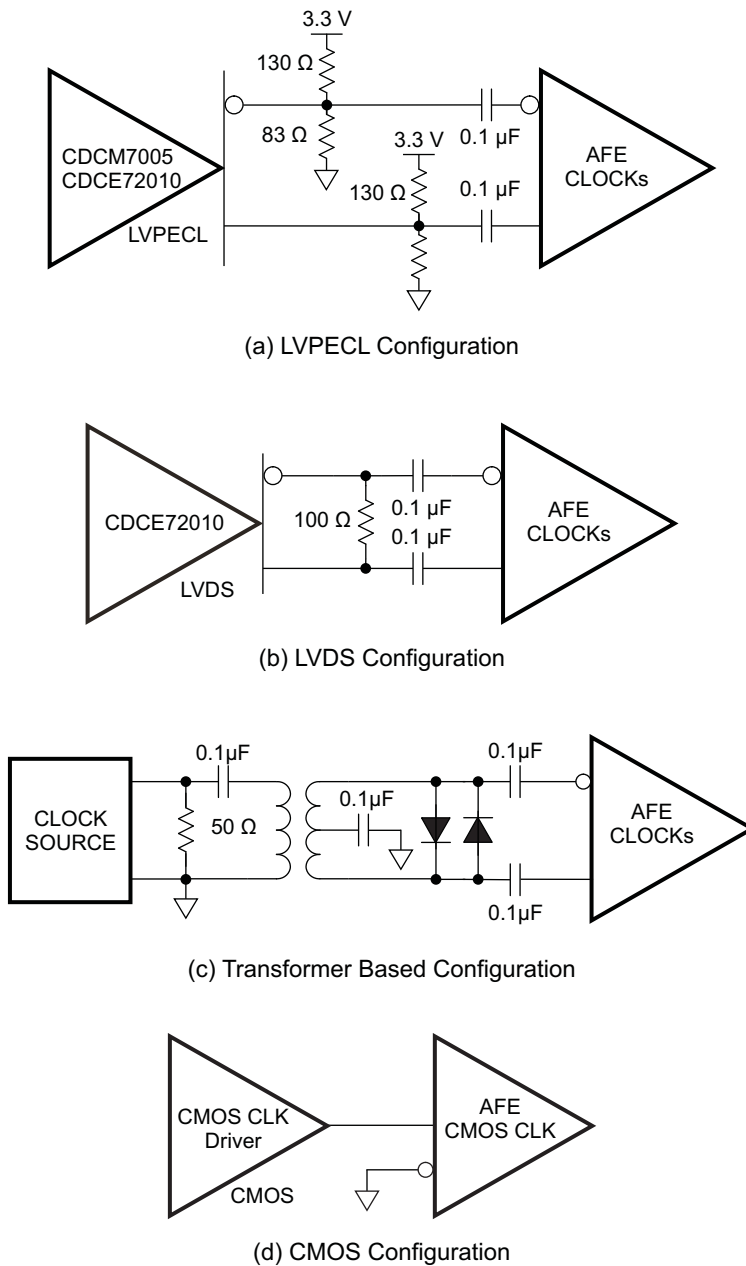 3.3 V
130 Ω
83 Ω
3.3 V
130 Ω
0.1 µF
0.1 µF
CDCM7005
CDCE72010
LVPECL
AFE
CLOCKs
(a) LVPECL Configuration
CDCE72010
LVDS
100 Ω
0.1 µF
0.1 µF
AFE
CLOCKs
(b) LVDS Configuration
CLOCK
SOURCE
0.1µF
50 Ω
0.1µF
0.1µF
0.1µF
AFE
CLOCKs
(c) Transformer Based Configuration
CMOS CLK
Driver
CMOS
AFE
CMOS CLK
(d) CMOS Configuration